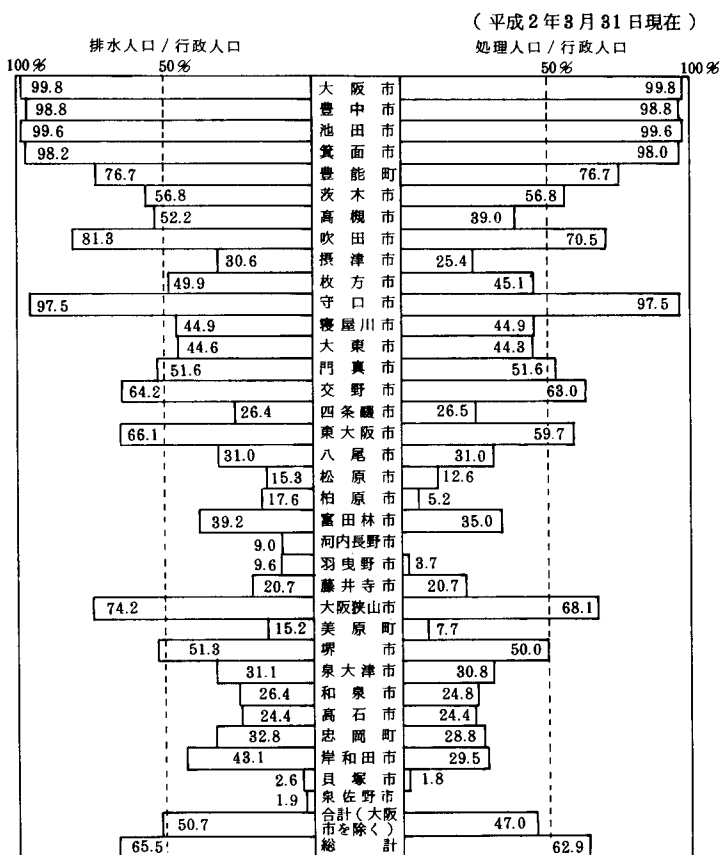 （平成2年3月31日現在）
排水人口/行政人口 処理人口/行政人口
100% 50% 50% 100%
99.8 大阪市 99.8
98.8 豊中市 98.8
99.6 池田市 99.6
98.2 箕面市 98.0
76.7 豊能町 76.7
56.8 茨木市 56.8
52.2 高槻市 39.0
81.3 吹田市 70.5
30.6 摂津市 25.4
49.9 枚方市 45.1
97.5 守口市 97.5
44.9 寝屋川市 44.9
44.6 大東市 44.3
51.6 門真市 51.6
64.2 交野市 63.0
26.4 四条畷市 26.5
66.1 東大阪市 59.7
31.0 八尾市 31.0
15.3 松原市 12.6
17.6 柏原市 5.2
39.2 富田林市 35.0
9.0 河内長野市
9.6 羽曳野市 3.7
20.7 藤井寺市 20.7
74.2 大阪狭山市 68.1
15.2 美原町 7.7
51.3 堺市 50.0
31.1 泉大津市 30.8
26.4 和泉市 24.8
24.4 高石市 24.4
32.8 忠岡町 28.8
43.1 岸和田市 29.5
2.6 貝塚市 1.8
1.9 泉佐野市
50.7 合計（大阪 47.0
市を除く）
65.5 総計 62.9